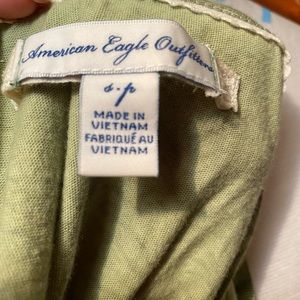 American Eagle Outfitters
s·p
MADE IN
VIETNAM
FABRIQUÉ AU
VIETNAM